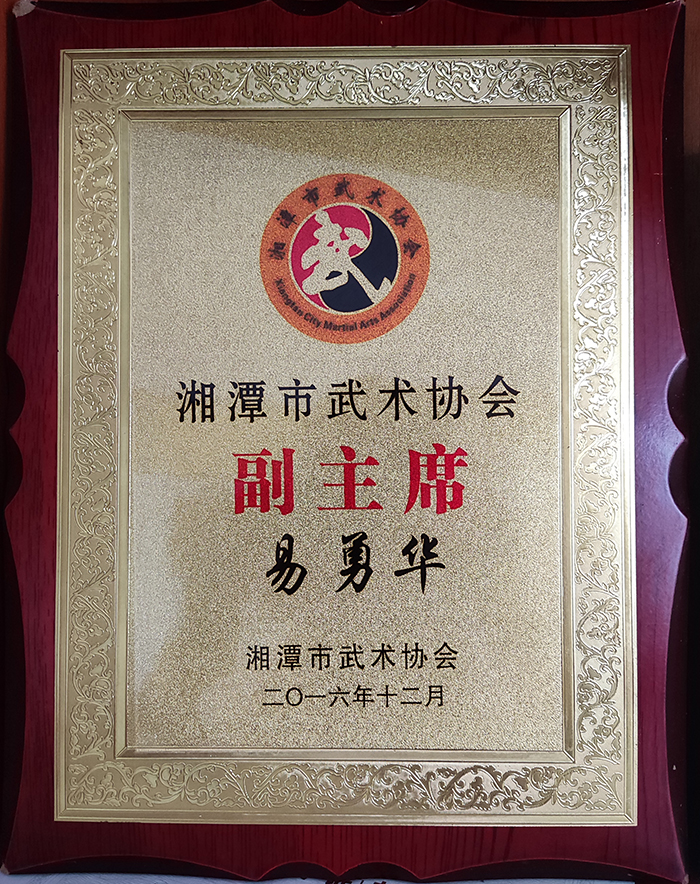 湘潭市武术协会
武
Xiangtan City Martial Arts Association
湘潭市武术协会
副主席
易勇华
湘潭市武术协会
二〇一六年十二月